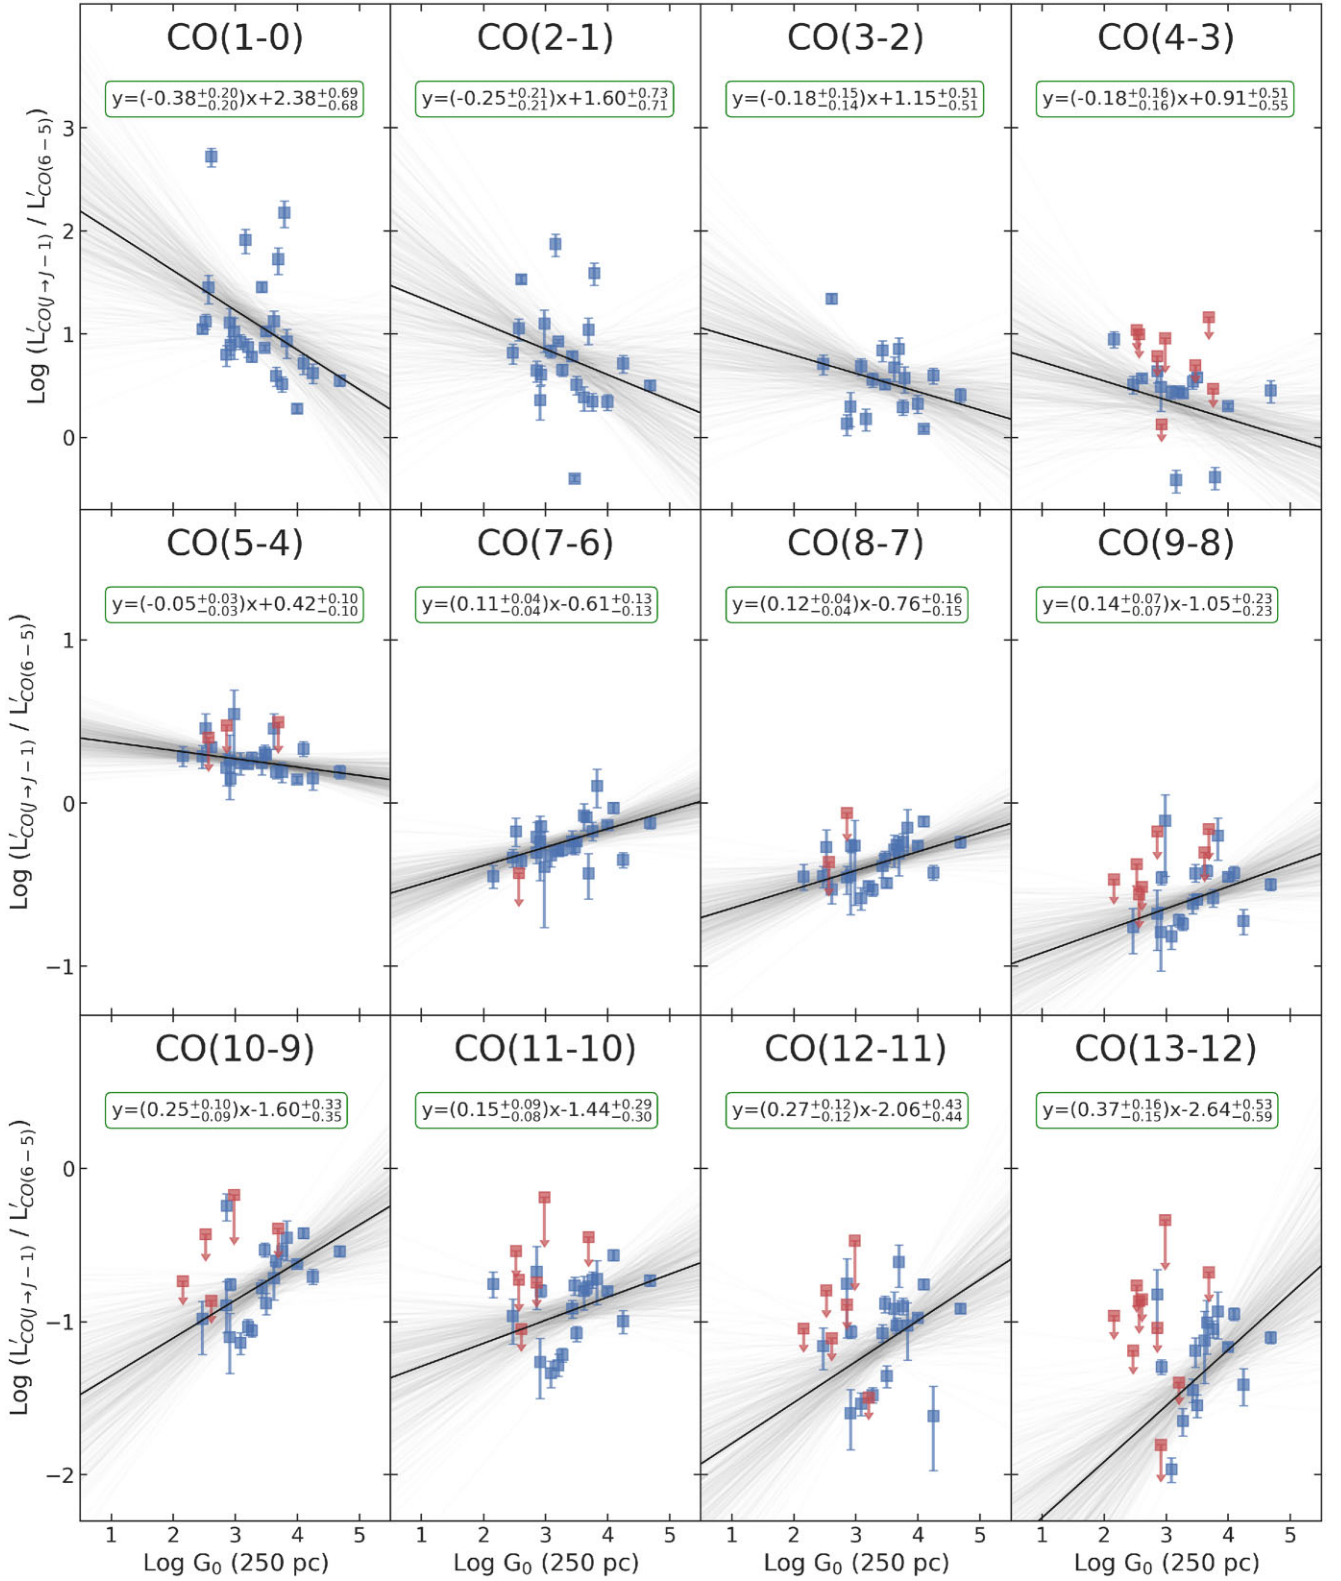 CO(1-0) CO(2-1) CO(3-2) CO(4-3)
y=(-0.38^{+0.20}_{-0.20})x+2.38^{+0.69}_{-0.68} y=(-0.25^{+0.21}_{-0.21})x+1.60^{+0.73}_{-0.71} y=(-0.18^{+0.15}_{-0.14})x+1.15^{+0.51}_{-0.51} y=(-0.18^{+0.16}_{-0.16})x+0.91^{+0.51}_{-0.55}
Log (L'_{CO(J→J−1)} / L'_{CO(6−5)})
3
2
1
0
CO(5-4) CO(7-6) CO(8-7) CO(9-8)
y=(-0.05^{+0.03}_{-0.03})x+0.42^{+0.10}_{-0.10} y=(0.11^{+0.04}_{-0.04})x-0.61^{+0.13}_{-0.13} y=(0.12^{+0.04}_{-0.04})x-0.76^{+0.16}_{-0.15} y=(0.14^{+0.07}_{-0.07})x-1.05^{+0.23}_{-0.23}
Log (L'_{CO(J→J−1)} / L'_{CO(6−5)})
1
0
−1
CO(10-9) CO(11-10) CO(12-11) CO(13-12)
y=(0.25^{+0.10}_{-0.09})x-1.60^{+0.33}_{-0.35} y=(0.15^{+0.09}_{-0.08})x-1.44^{+0.29}_{-0.30} y=(0.27^{+0.12}_{-0.12})x-2.06^{+0.43}_{-0.44} y=(0.37^{+0.16}_{-0.15})x-2.64^{+0.53}_{-0.59}
Log (L'_{CO(J→J−1)} / L'_{CO(6−5)})
0
−1
−2
1 2 3 4 5 1 2 3 4 5 1 2 3 4 5 1 2 3 4 5
Log G₀ (250 pc) Log G₀ (250 pc) Log G₀ (250 pc) Log G₀ (250 pc)